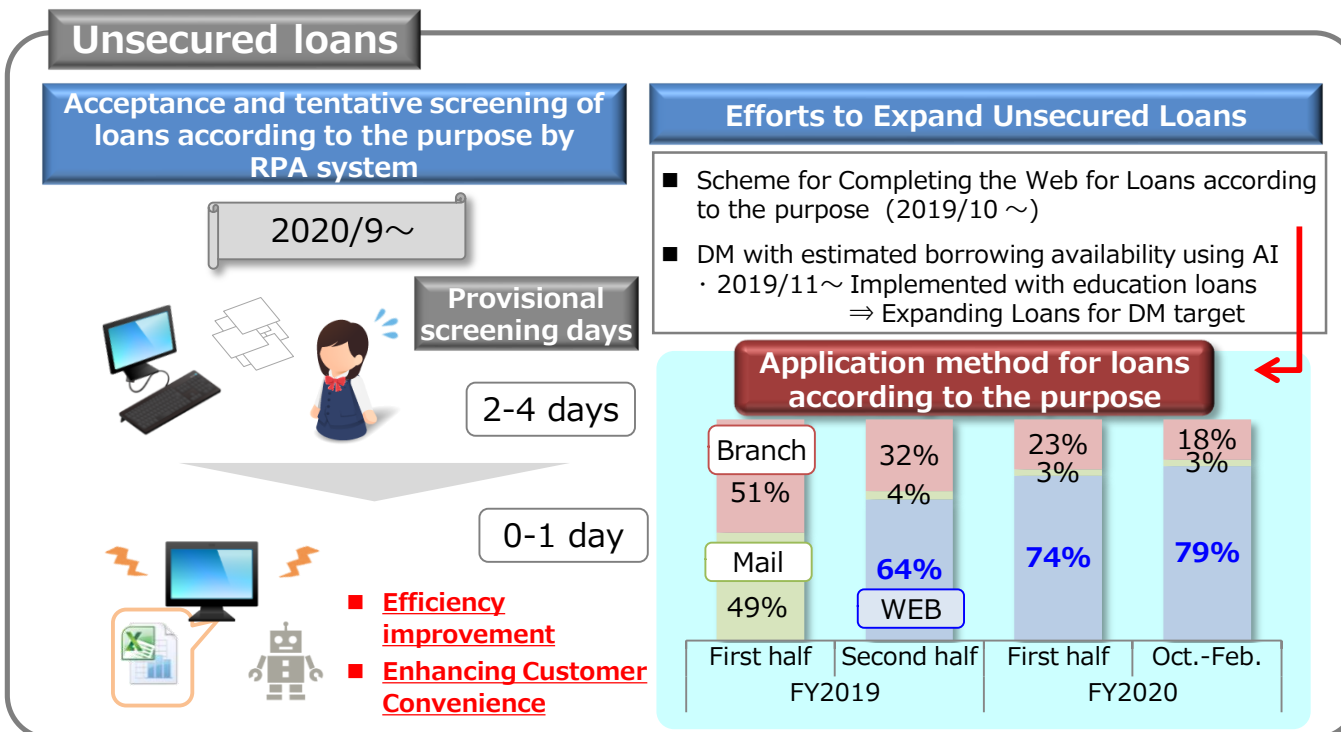 Unsecured loans
Acceptance and tentative screening of
loans according to the purpose by
RPA system
2020/9～
Provisional
screening days
2-4 days
0-1 day
■ Efficiency
improvement
■ Enhancing Customer
Convenience
Efforts to Expand Unsecured Loans
■ Scheme for Completing the Web for Loans according
to the purpose (2019/10 ～)
■ DM with estimated borrowing availability using AI
・2019/11～ Implemented with education loans
⇒ Expanding Loans for DM target
Application method for loans
according to the purpose
Branch
51%
Mail
49%
32%
4%
64%
WEB
23%
3%
74%
18%
3%
79%
First half Second half First half Oct.-Feb.
FY2019 FY2020